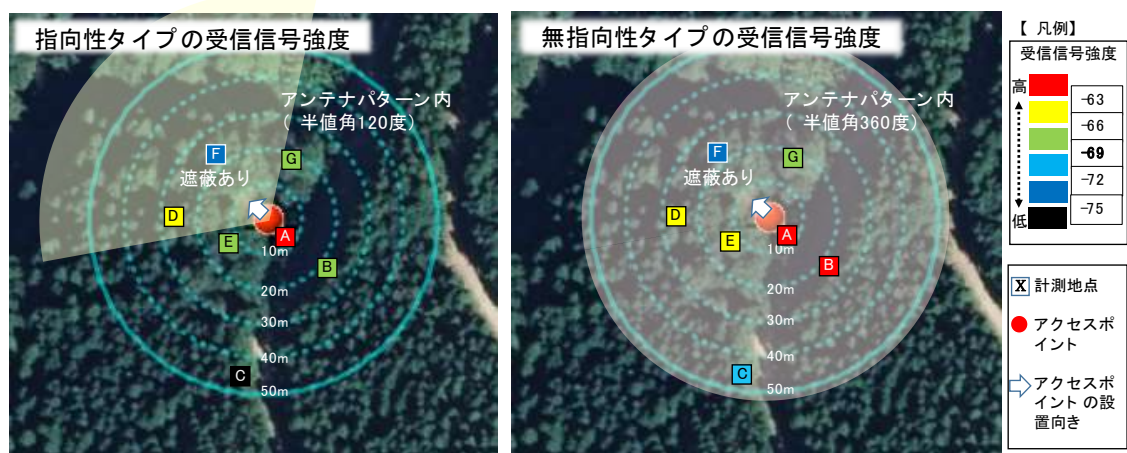 指向性タイプの受信信号強度
アンテナパターン内
（半値角120度）
F
G
遮蔽あり
D
A
E
10m
B
20m
30m
40m
C
50m
無指向性タイプの受信信号強度
アンテナパターン内
（半値角360度）
F
G
遮蔽あり
D
A
E
10m
B
20m
30m
40m
C
50m
【凡例】
受信信号強度
高
-63
-66
-69
-72
-75
低
X 計測地点
アクセスポ
イント
アクセスポ
イントの設
置向き